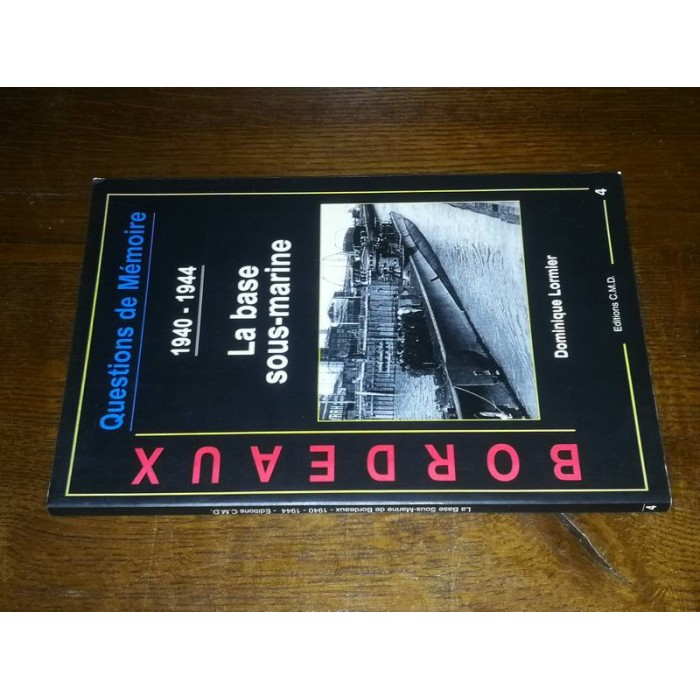 Questions de Mémoire
1940 - 1944
La base
sous-marine
Dominique Lormier
Editions C.M.D.
4
BORDEAUX
La Base Sous-Marine de Bordeaux - 1940 - 1944 - Editions C.M.D.
4